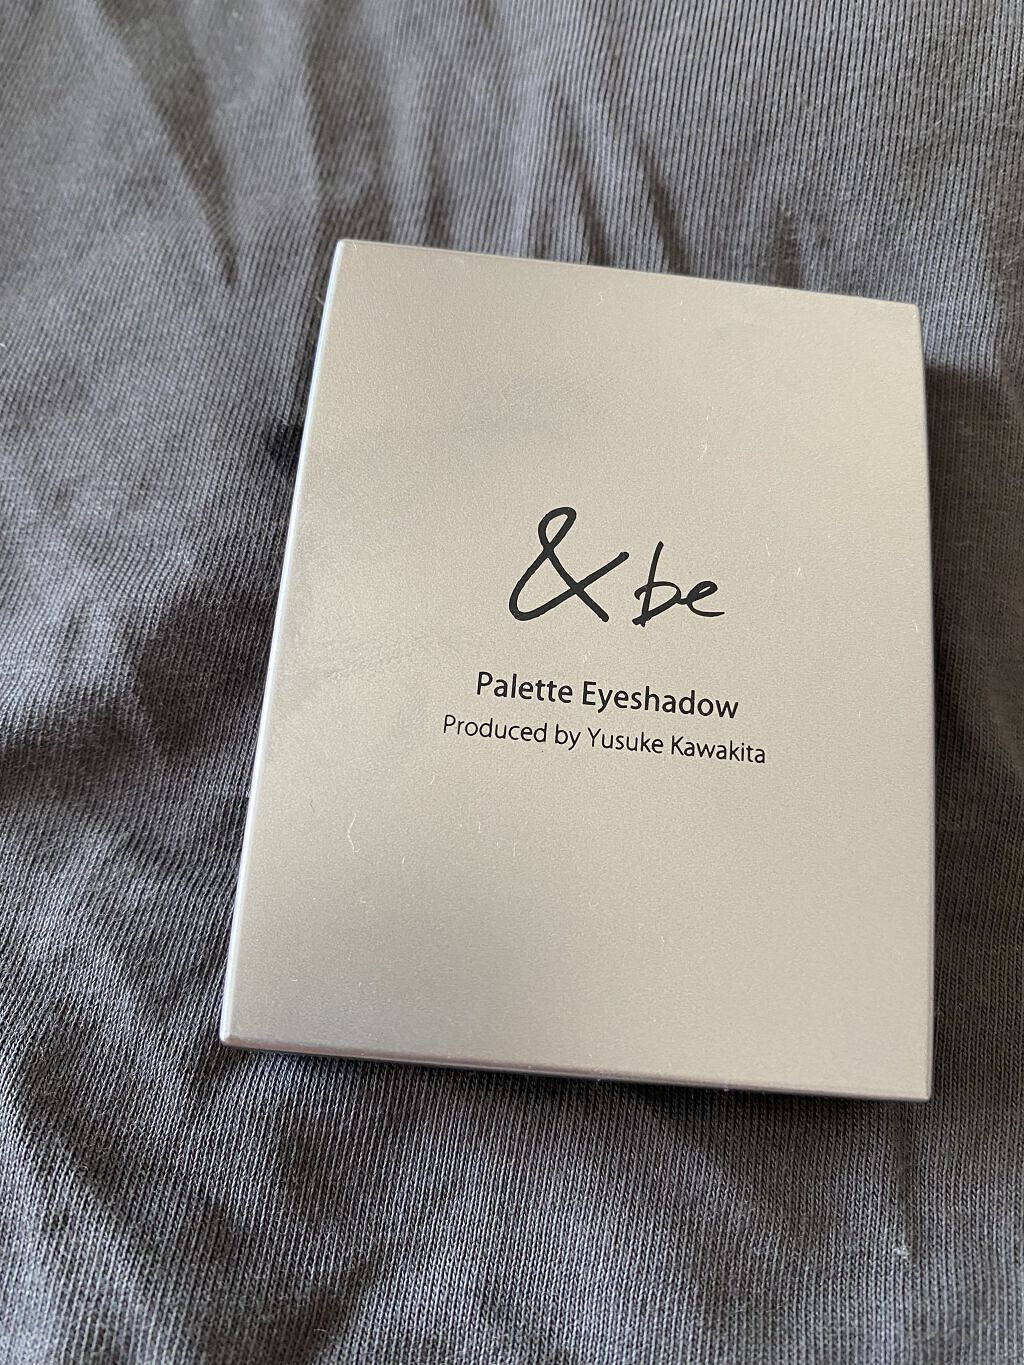 &be
Palette Eyeshadow
Produced by Yusuke Kawakita